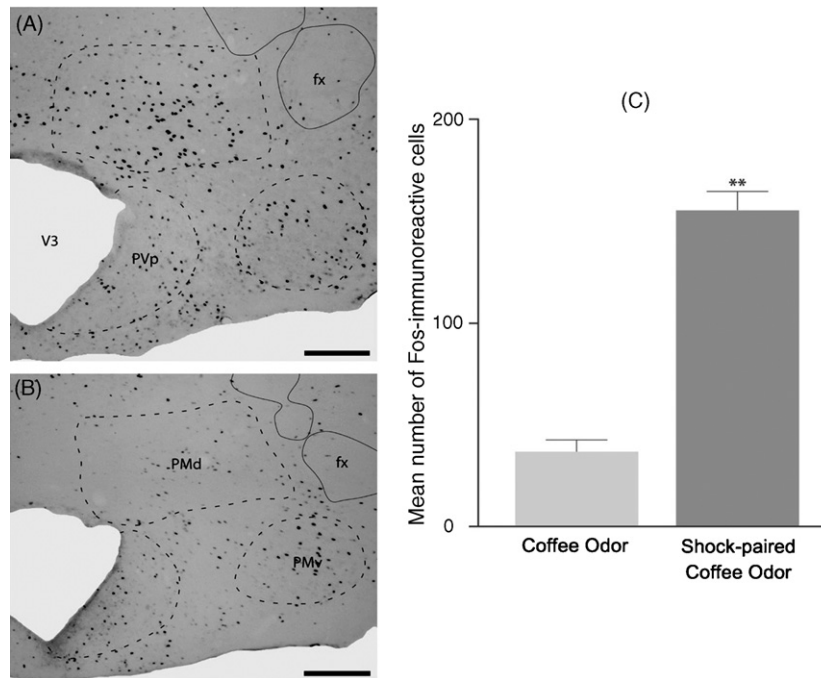 (A)
fx
V3
PVp
(B)
PMd
fx
PMv
(C)
Mean number of Fos-immunoreactive cells
200
100
0
**
Coffee Odor
Shock-paired
Coffee Odor